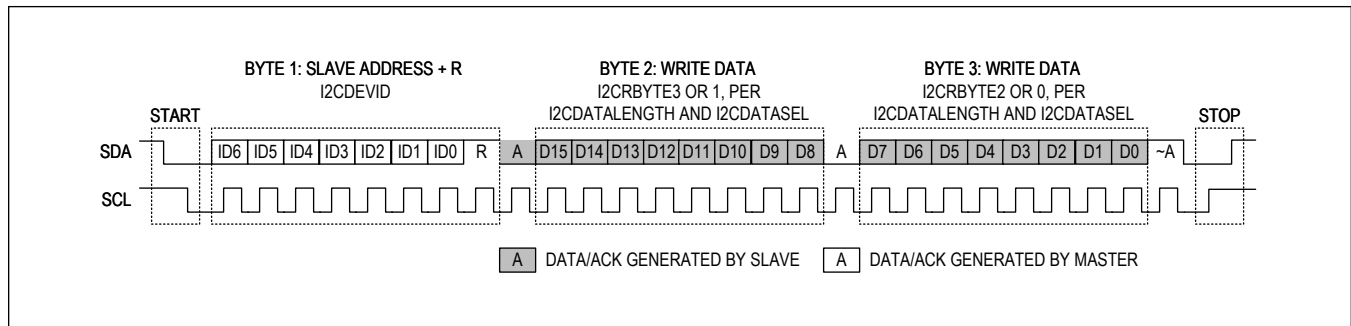 BYTE 1: SLAVE ADDRESS + R
I2CDEVID
BYTE 2: WRITE DATA
I2CRBYTE3 OR 1, PER
I2CDATALENGTH AND I2CDATASEL
BYTE 3: WRITE DATA
I2CRBYTE2 OR 0, PER
I2CDATALENGTH AND I2CDATASEL
START
STOP
SDA ID6 ID5 ID4 ID3 ID2 ID1 ID0 R A D15 D14 D13 D12 D11 D10 D9 D8 A D7 D6 D5 D4 D3 D2 D1 D0 ~A
SCL
A DATA/ACK GENERATED BY SLAVE A DATA/ACK GENERATED BY MASTER